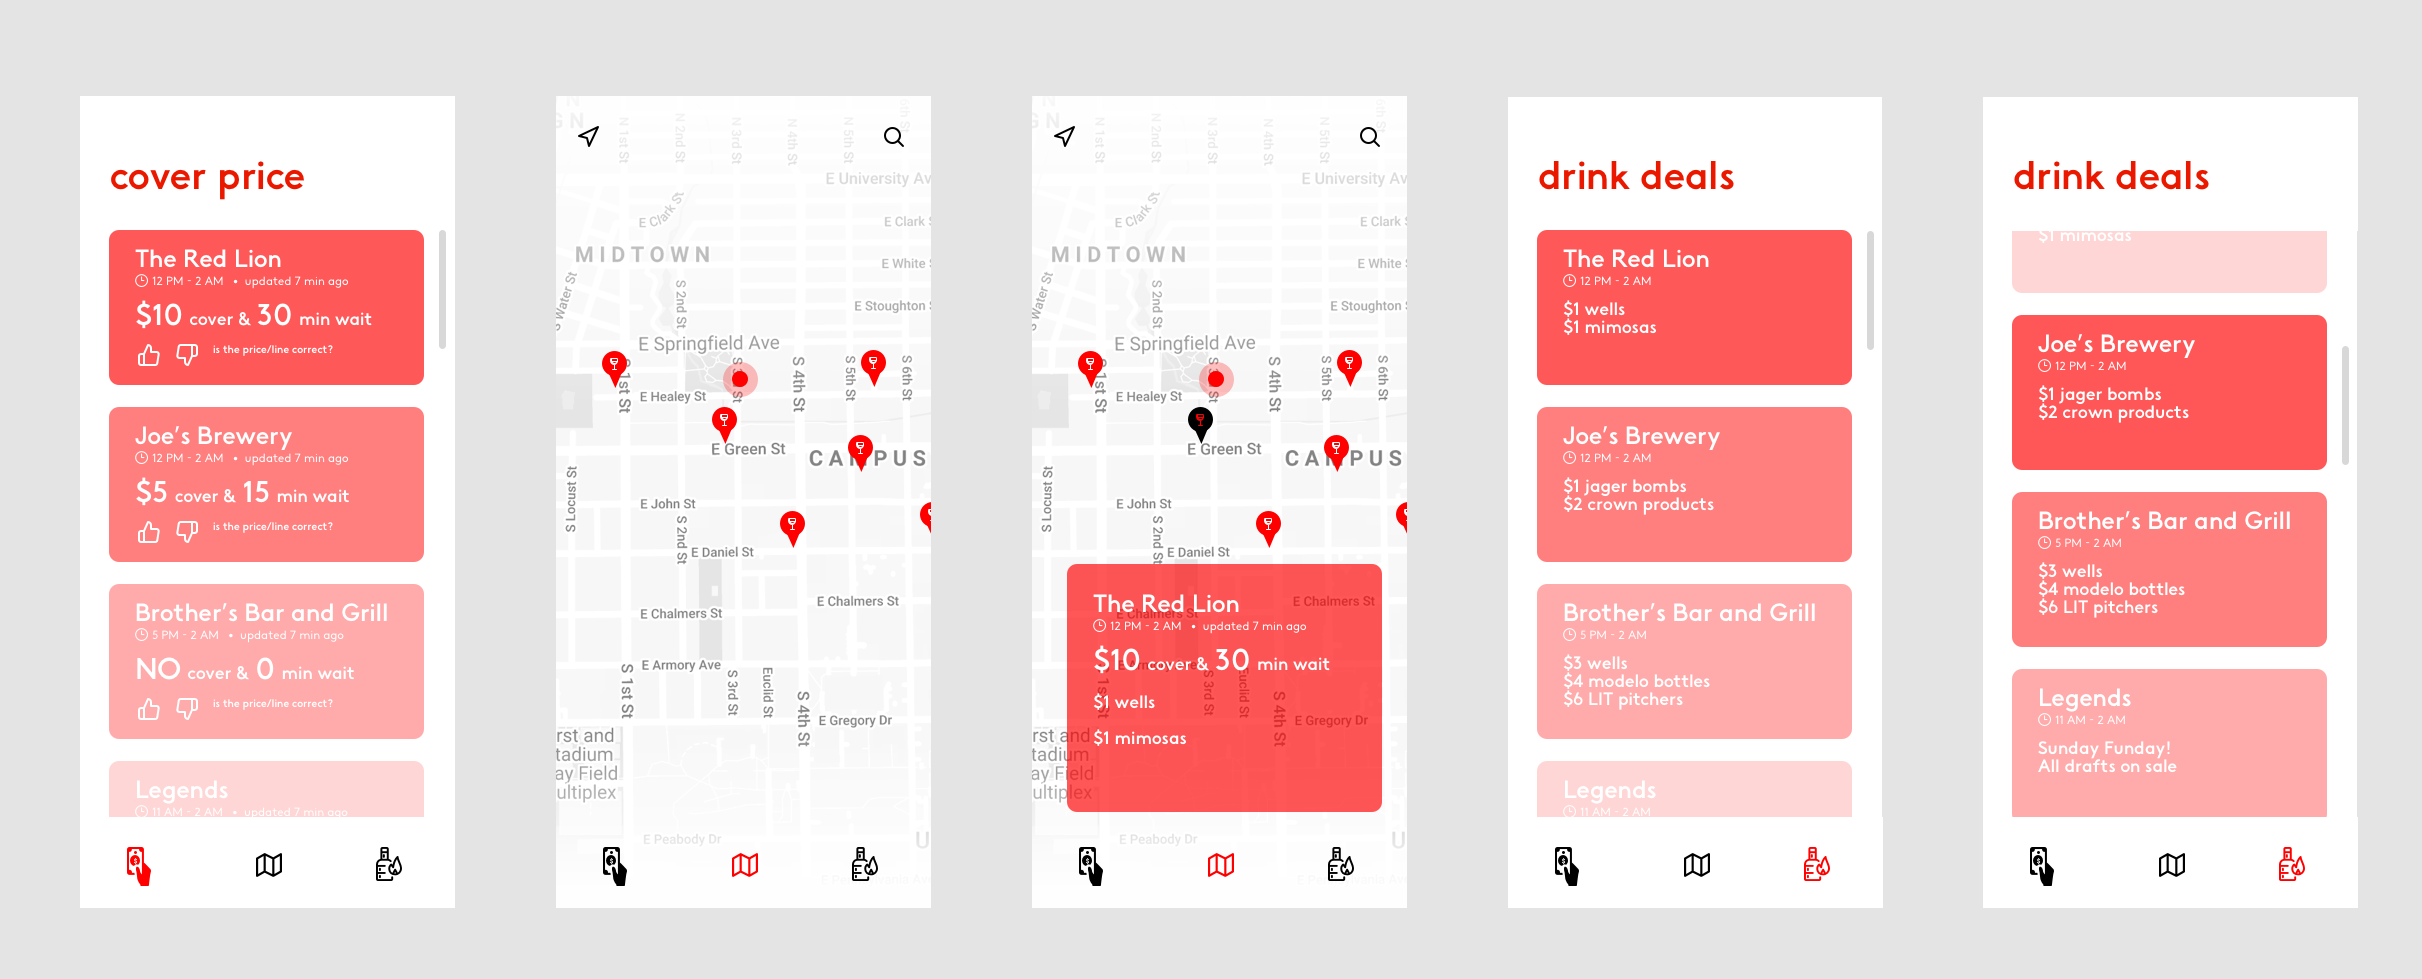 cover price
The Red Lion
12 PM - 2 AM • updated 7 min ago
$10 cover & 30 min wait
is the price/line correct?
Joe's Brewery
12 PM - 2 AM • updated 7 min ago
$5 cover & 15 min wait
is the price/line correct?
Brother's Bar and Grill
5 PM - 2 AM • updated 7 min ago
NO cover & 0 min wait
is the price/line correct?
Legends
11 AM - 2 AM • updated 7 min ago
N 1st St
N 2nd St
N 3rd St
N 4th St
N 5th St
E University Av
E Clark St
E Clark
MIDTOWN
E White
S Water St
S 2nd St
E Stoughton
E Springfield Ave
1st St
S 4th St
S 5th St
S 6th St
E Healey St
E Green St
CAMPUS
S Locust St
E John St
S 2nd St
E Daniel St
E Chalmers St
E Chalmers St
E Armory Ave
S 1st St
S 3rd St
Euclid St
S 4th St
E Gregory Dr
rst and
tadium
ay Field
ultiplex
E Peabody Dr
U
N 1st St
N 2nd St
N 3rd St
N 4th St
N 5th St
E University Av
E Clark St
E Clark
MIDTOWN
E White
S Water St
S 2nd St
E Stoughton
E Springfield Ave
1st St
S 4th St
S 5th St
S 6th St
E Healey St
E Green St
CAMPUS
S Locust St
E John St
S 2nd St
E Daniel St
The Red Lion
E Chalmers St
E Chalmers St
12 PM - 2 AM • updated 7 min ago
$10 cover & 30 min wait
$1 wells
S 3rd St
Euclid St
S 4th St
E Gregory Dr
$1 mimosas
rst and
tadium
ay Field
ultiplex
E Peabody Dr
U
drink deals
The Red Lion
12 PM - 2 AM
$1 wells
$1 mimosas
Joe's Brewery
12 PM - 2 AM
$1 jager bombs
$2 crown products
Brother's Bar and Grill
5 PM - 2 AM
$3 wells
$4 modelo bottles
$6 LIT pitchers
Legends
11 AM - 2 AM
drink deals
$1 mimosas
Joe's Brewery
12 PM - 2 AM
$1 jager bombs
$2 crown products
Brother's Bar and Grill
5 PM - 2 AM
$3 wells
$4 modelo bottles
$6 LIT pitchers
Legends
11 AM - 2 AM
Sunday Funday!
All drafts on sale